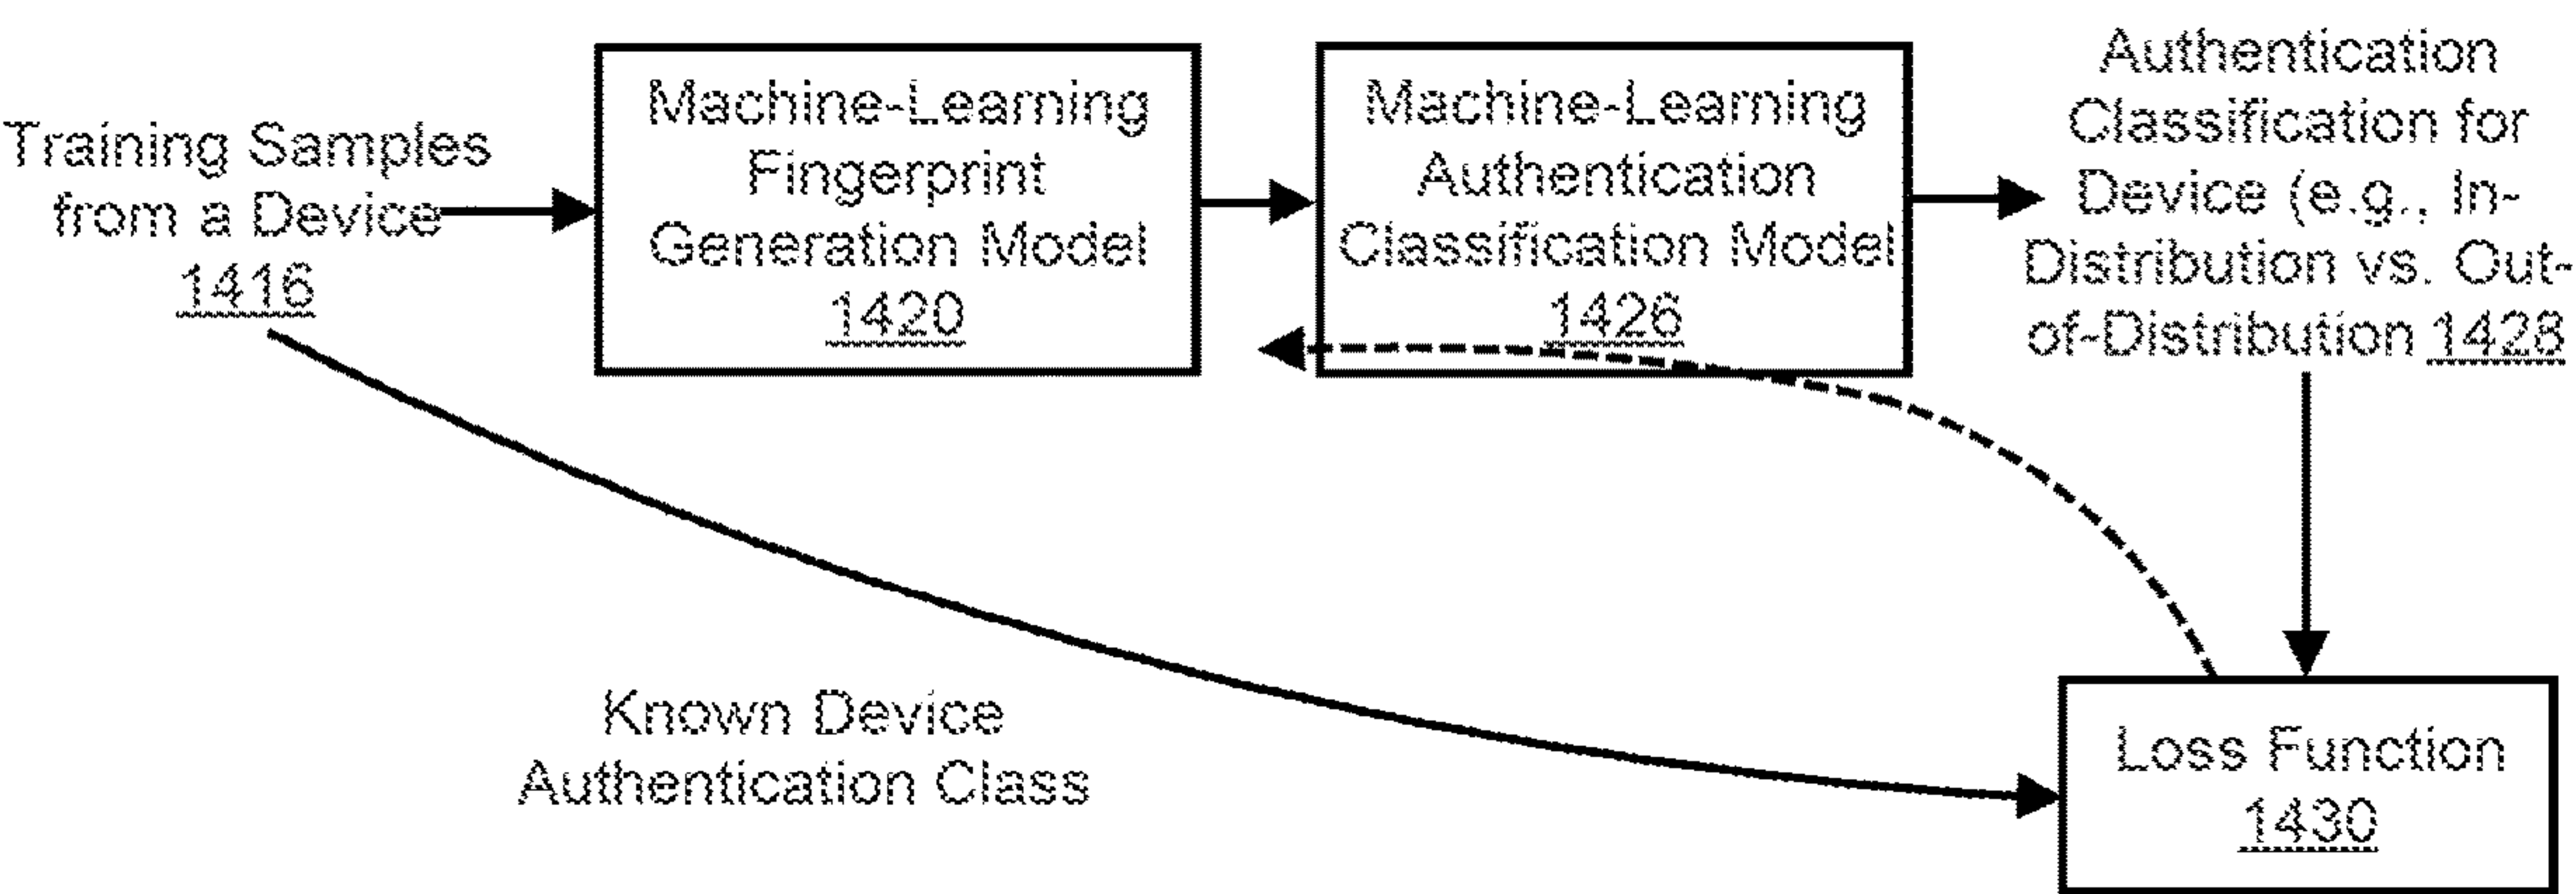 Training Samples
from a Device
1416
Machine-Learning
Fingerprint
Generation Model
1420
Machine-Learning
Authentication
Classification Model
1426
Authentication
Classification for
Device (e.g., In-
Distribution vs. Out-
of-Distribution 1428
Known Device
Authentication Class
Loss Function
1430